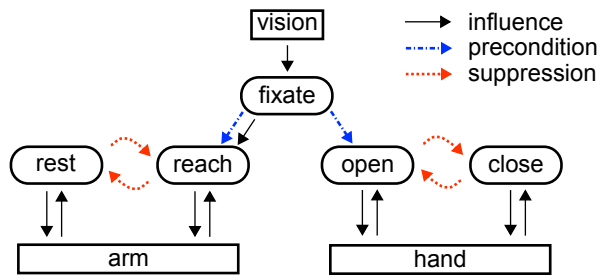 vision
influence
precondition
suppression
fixate
rest
reach
open
close
arm
hand